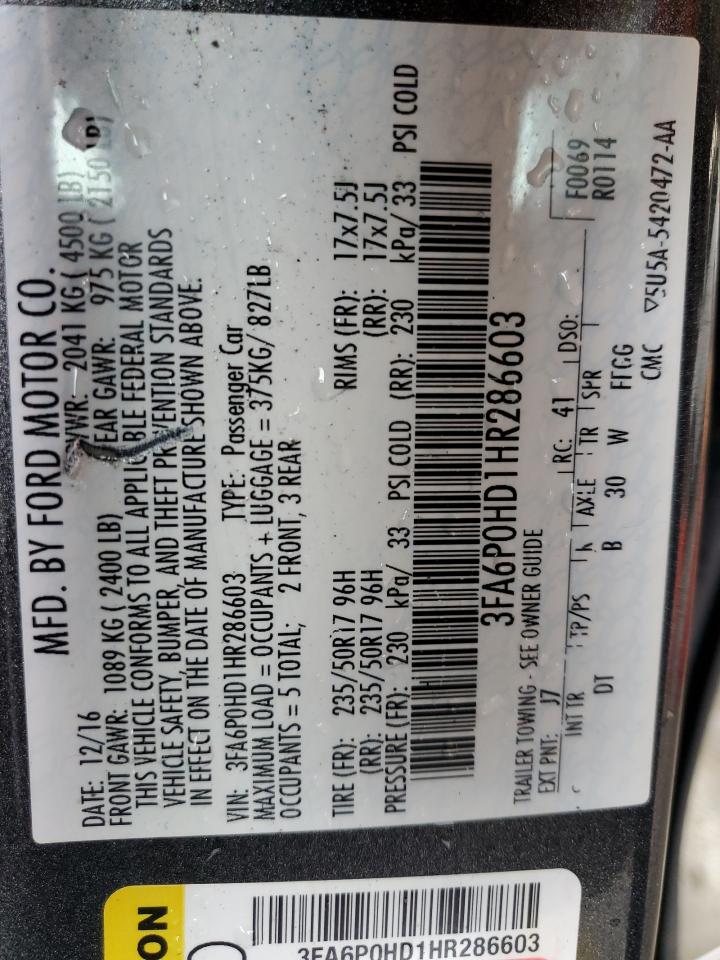 MFD. BY FORD MOTOR CO.
DATE: 12/16 VWR: 2041 KG ( 4500 LB)
FRONT GAWR: 1089 KG ( 2400 LB) EAR GAWR: 975 KG ( 2150 LB)
THIS VEHICLE CONFORMS TO ALL APPLICABLE FEDERAL MOTOR
VEHICLE SAFETY, BUMPER, AND THEFT PREVENTION STANDARDS
IN EFFECT ON THE DATE OF MANUFACTURE SHOWN ABOVE.
VIN: 3FA6P0HD1HR286603 TYPE: Passenger Car
MAXIMUM LOAD = OCCUPANTS + LUGGAGE = 375KG/ 827LB
OCCUPANTS = 5 TOTAL; 2 FRONT, 3 REAR
TIRE (FR): 235/50R17 96H RIMS (FR): 17x7.5J
(RR): 235/50R17 96H (RR): 17x7.5J
PRESSURE (FR): 230 kPa/ 33 PSI COLD (RR): 230 kPa/ 33 PSI COLD
3FA6P0HD1HR286603
TRAILER TOWING - SEE OWNER GUIDE
F0069
EXT PNT: J7 RC: 41 DSO: R0114
INT TR TP/PS AXLE TR SPR
DT B 30 W FTGG
CMC 5U5A-5420472-AA
ON
3FA6P0HD1HR286603